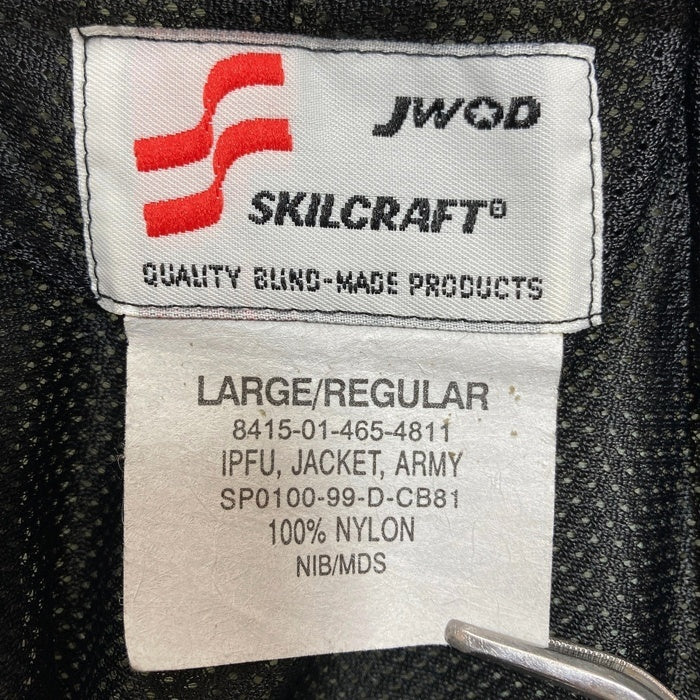 JWOD
SKILCRAFT®
QUALITY BLIND-MADE PRODUCTS
LARGE/REGULAR
8415-01-465-4811
IPFU, JACKET, ARMY
SP0100-99-D-CB81
100% NYLON
NIB/MDS